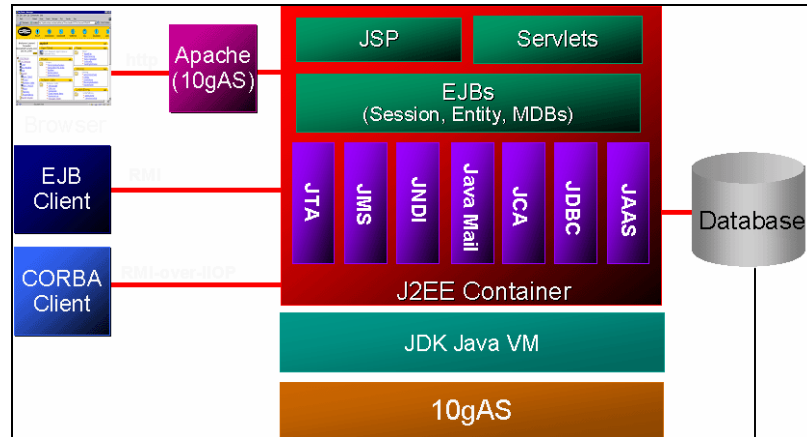 http
Apache
(10gAS)
JSP
Servlets
Browser
EJBs
(Session, Entity, MDBs)
EJB
Client
RMI
JTA
JMS
JNDI
Java Mail
JCA
JDBC
JAAS
Database
CORBA
Client
RMI-over-IIOP
J2EE Container
JDK Java VM
10gAS